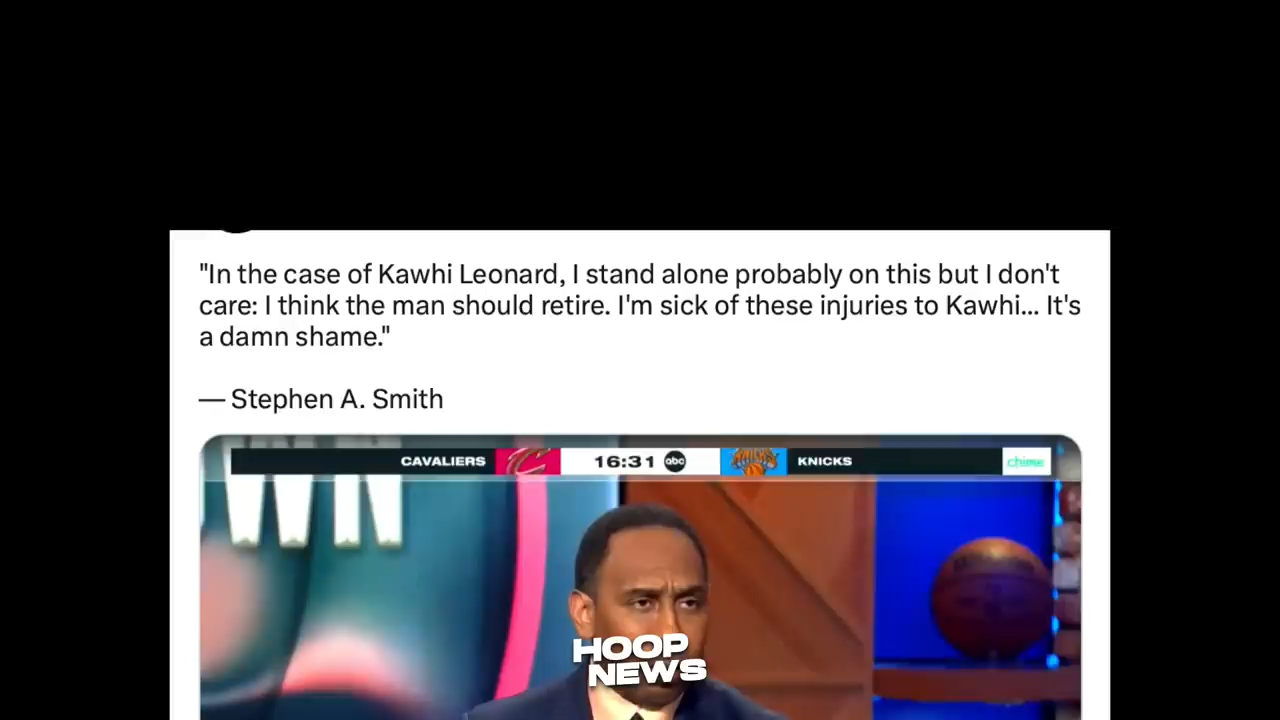 "In the case of Kawhi Leonard, I stand alone probably on this but I don't
care: I think the man should retire. I'm sick of these injuries to Kawhi... It's
a damn shame."
— Stephen A. Smith
CAVALIERS 16:31 abc KNICKS chime
WN
HOOP
NEWS